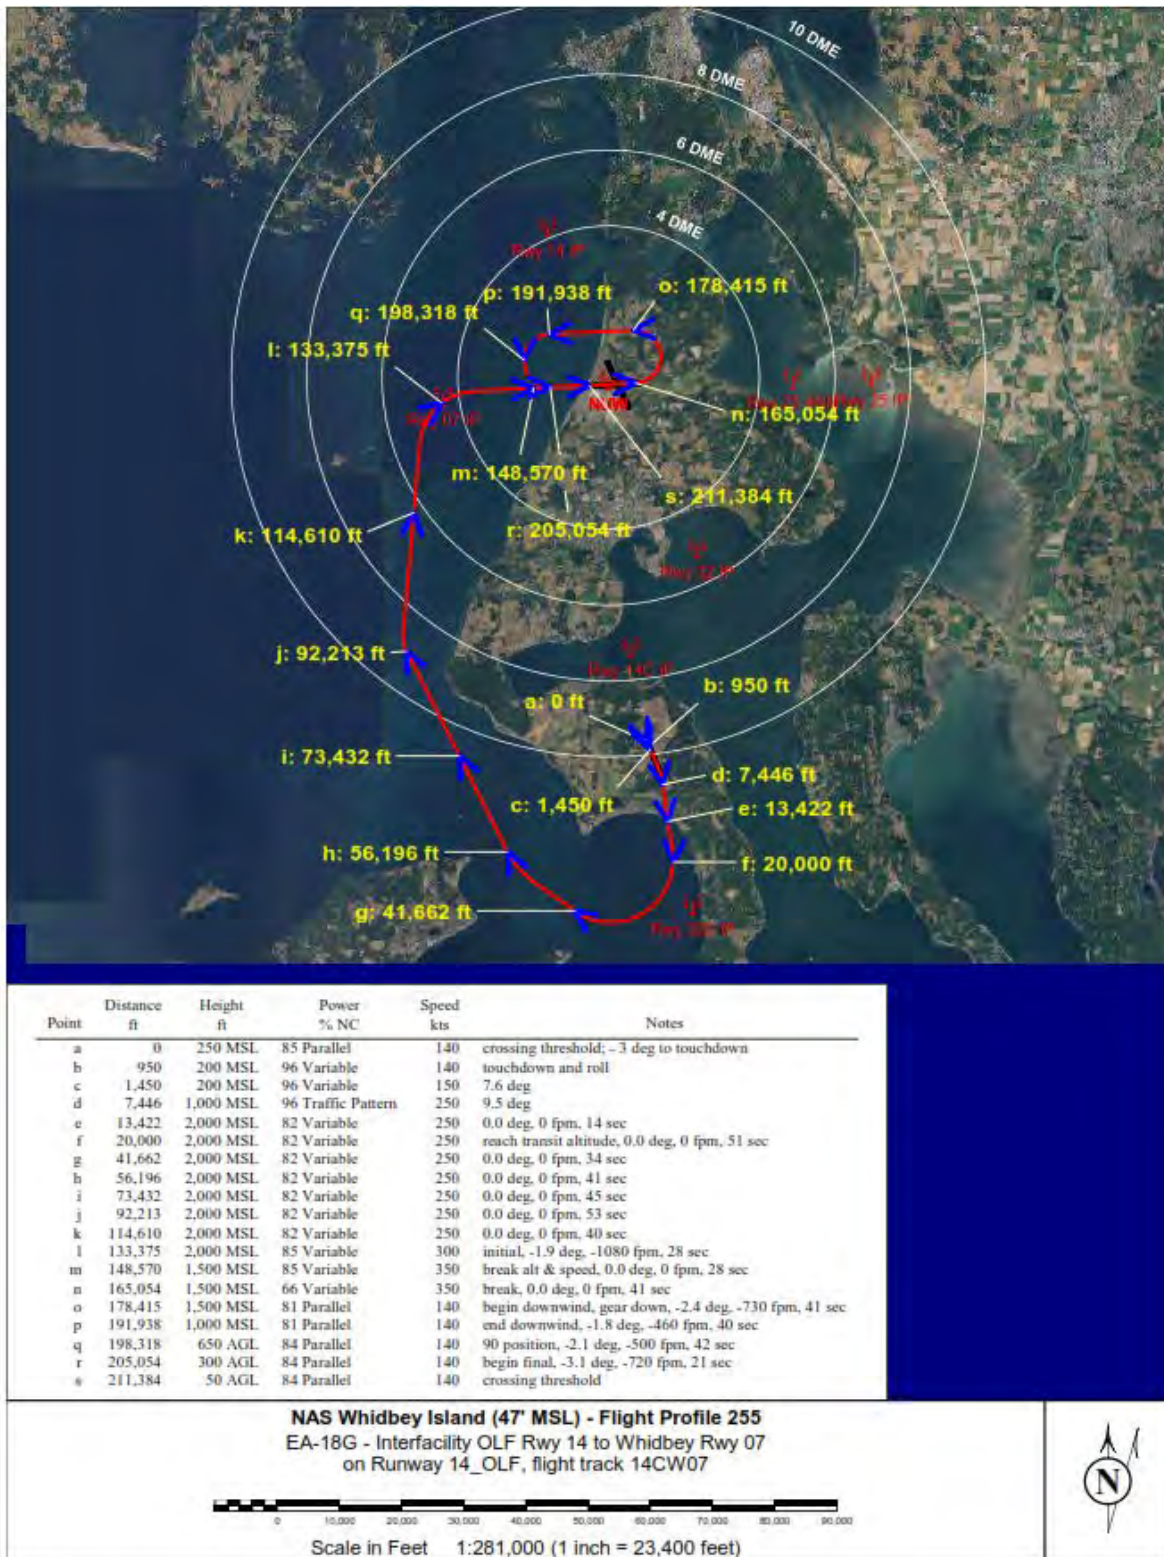 10 DME
8 DME
6 DME
4 DME
p: 191,938 ft
o: 178,415 ft
q: 198,318 ft
l: 133,375 ft
NUW
n: 165,054 ft
m: 148,570 ft
s: 211,384 ft
r: 205,054 ft
k: 114,610 ft
Rwy 32 IP
j: 92,213 ft
b: 950 ft
a: 0 ft
i: 73,432 ft
d: 7,446 ft
c: 1,450 ft
e: 13,422 ft
h: 56,196 ft
f: 20,000 ft
g: 41,662 ft
Distance Height Power Speed
Point ft ft % NC kts Notes
a 0 250 MSL 85 Parallel 140 crossing threshold; - 3 deg to touchdown
b 950 200 MSL 96 Variable 140 touchdown and roll
c 1,450 200 MSL 96 Variable 150 7.6 deg
d 7,446 1,000 MSL 96 Traffic Pattern 250 9.5 deg
e 13,422 2,000 MSL 82 Variable 250 0.0 deg, 0 fpm, 14 sec
f 20,000 2,000 MSL 82 Variable 250 reach transit altitude, 0.0 deg, 0 fpm, 51 sec
g 41,662 2,000 MSL 82 Variable 250 0.0 deg, 0 fpm, 34 sec
h 56,196 2,000 MSL 82 Variable 250 0.0 deg, 0 fpm, 41 sec
i 73,432 2,000 MSL 82 Variable 250 0.0 deg, 0 fpm, 45 sec
j 92,213 2,000 MSL 82 Variable 250 0.0 deg, 0 fpm, 53 sec
k 114,610 2,000 MSL 82 Variable 250 0.0 deg, 0 fpm, 40 sec
l 133,375 2,000 MSL 85 Variable 300 initial, -1.9 deg, -1080 fpm, 28 sec
m 148,570 1,500 MSL 85 Variable 350 break alt & speed, 0.0 deg, 0 fpm, 28 sec
n 165,054 1,500 MSL 66 Variable 350 break, 0.0 deg, 0 fpm, 41 sec
o 178,415 1,500 MSL 81 Parallel 140 begin downwind, gear down, -2.4 deg, -730 fpm, 41 sec
p 191,938 1,000 MSL 81 Parallel 140 end downwind, -1.8 deg, -460 fpm, 40 sec
q 198,318 650 AGL 84 Parallel 140 90 position, -2.1 deg, -500 fpm, 42 sec
r 205,054 300 AGL 84 Parallel 140 begin final, -3.1 deg, -720 fpm, 21 sec
s 211,384 50 AGL 84 Parallel 140 crossing threshold
NAS Whidbey Island (47' MSL) - Flight Profile 255
EA-18G - Interfacility OLF Rwy 14 to Whidbey Rwy 07
on Runway 14_OLF, flight track 14CW07
0 10,000 20,000 30,000 40,000 50,000 60,000 70,000 80,000 90,000
Scale in Feet 1:281,000 (1 inch = 23,400 feet)
N